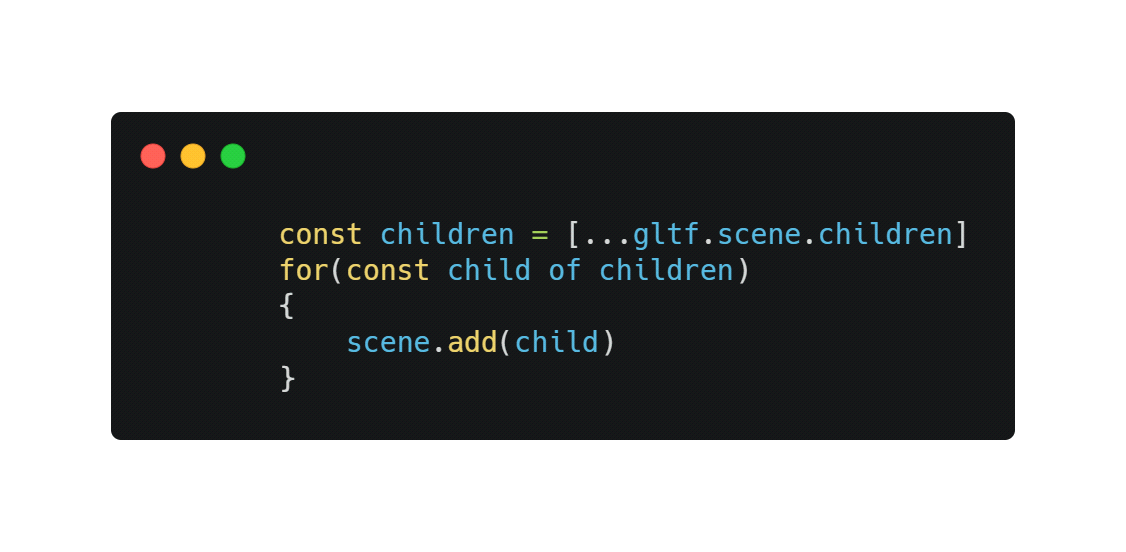 const children = [...gltf.scene.children]
for(const child of children)
{
    scene.add(child)
}